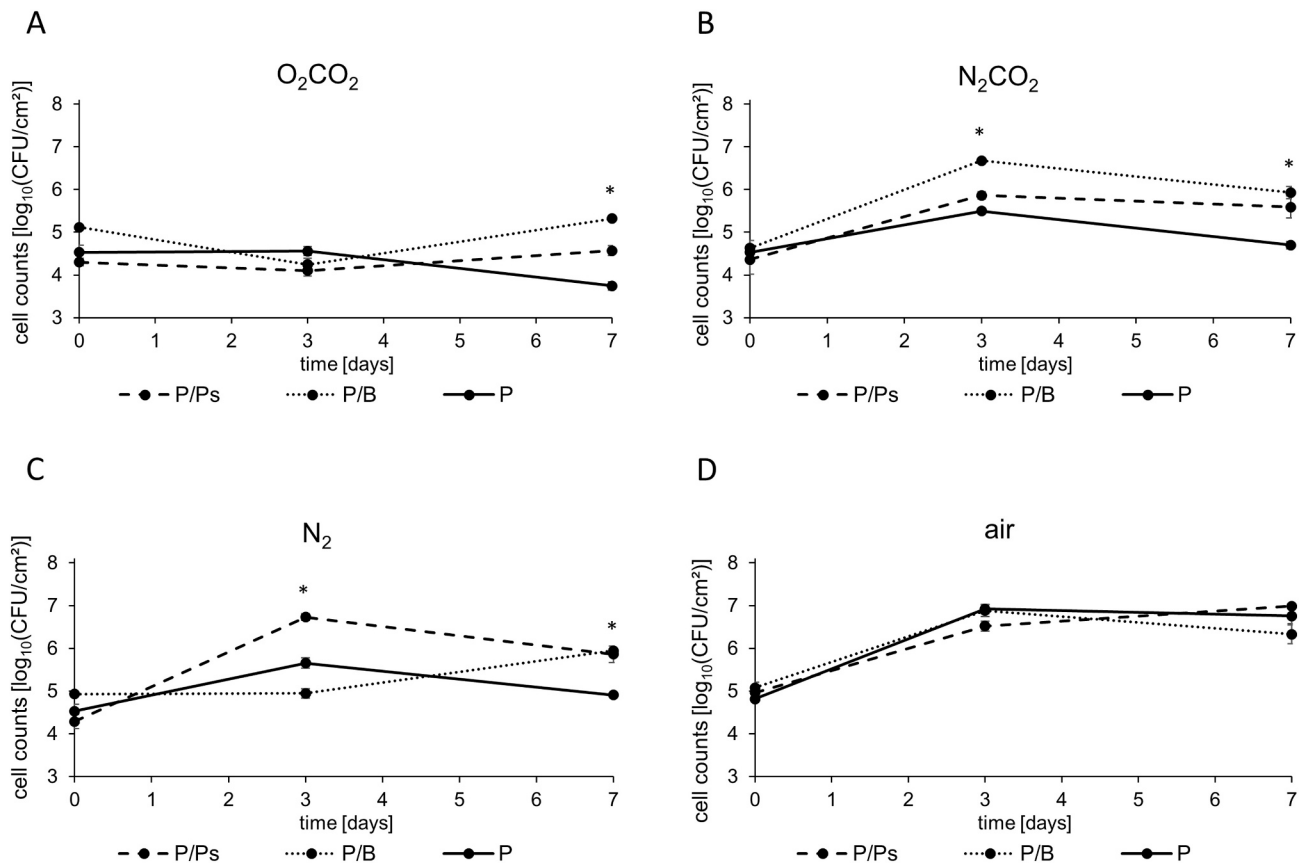 A
O₂CO₂
cell counts [log₁₀(CFU/cm²)]
8
7
6
5
4
3
0 1 2 3 4 5 6 7
time [days]
P/Ps P/B P
*
B
N₂CO₂
cell counts [log₁₀(CFU/cm²)]
8
7
6
5
4
3
0 1 2 3 4 5 6 7
time [days]
P/Ps P/B P
*
*
C
N₂
cell counts [log₁₀(CFU/cm²)]
8
7
6
5
4
3
0 1 2 3 4 5 6 7
time [days]
P/Ps P/B P
*
*
D
air
cell counts [log₁₀(CFU/cm²)]
8
7
6
5
4
3
0 1 2 3 4 5 6 7
time [days]
P/Ps P/B P